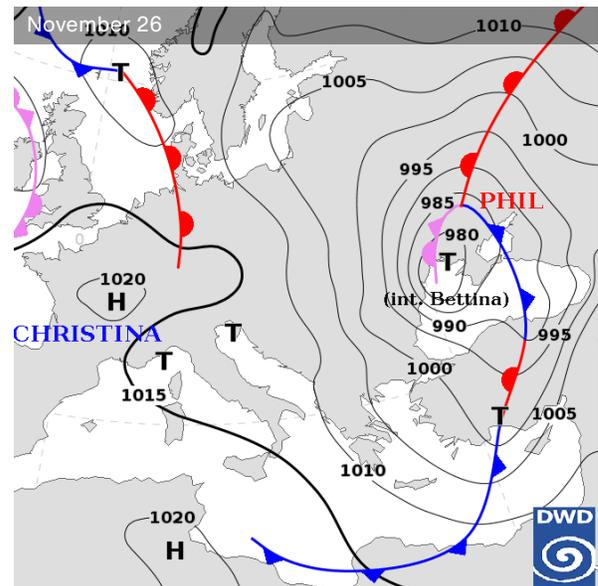 November 26
1010
1010
T
1005
1000
995
985
PHIL
980
T
1020
H
(int. Bettina)
CHRISTINA
990
T
995
T
1000
1015
T
1005
1010
1020
H
DWD